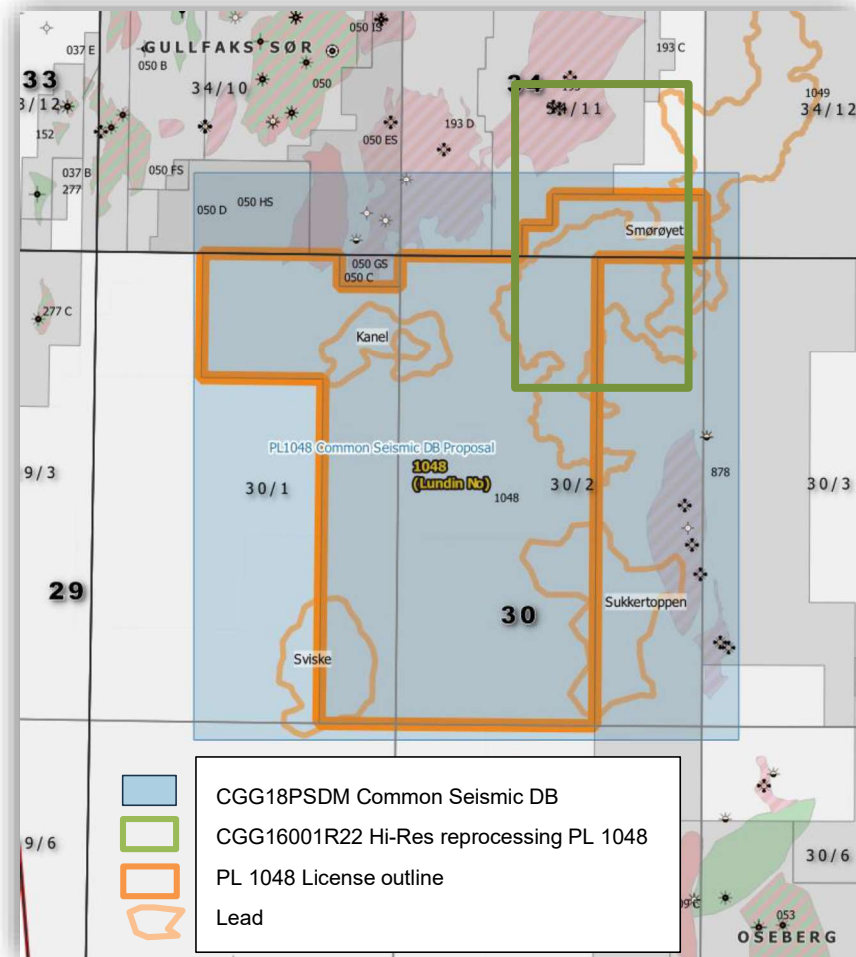 050 IS
193 C
037 E
GULLFAKS SØR
050 B
33
34/10
050
1049
34/12
34/11
152
050 ES
193 D
037 B
277
050 FS
050 D
050 HS
Smørøyet
050 GS
050 C
277 C
Kanel
PL1048 Common Seismic DB Proposal
1048
(Lundin No)
1048
878
9/3
30/1
30/2
30/3
29
30
Sukkertoppen
Sviske
CGG18PSDM Common Seismic DB
CGG16001R22 Hi-Res reprocessing PL 1048
PL 1048 License outline
Lead
9/6
30/6
053
OSEBERG